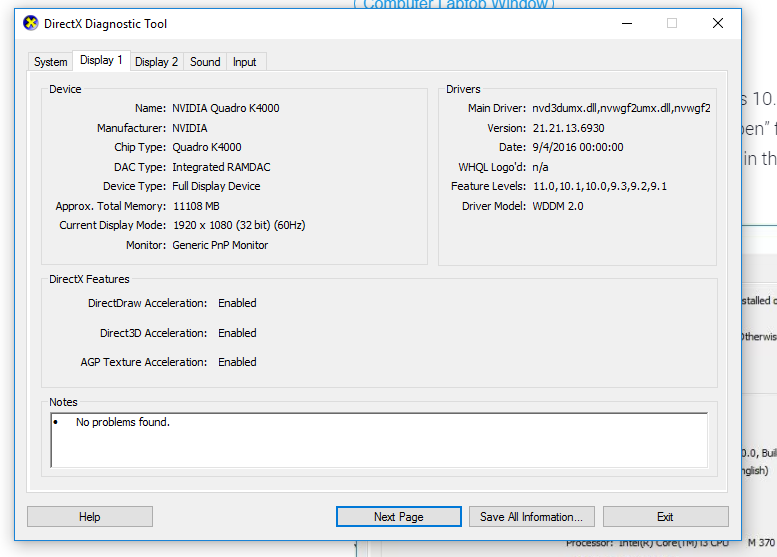 Computer Laptop Window)
DirectX Diagnostic Tool
System Display 1 Display 2 Sound Input
Device
Name: NVIDIA Quadro K4000
Manufacturer: NVIDIA
Chip Type: Quadro K4000
DAC Type: Integrated RAMDAC
Device Type: Full Display Device
Approx. Total Memory: 11108 MB
Current Display Mode: 1920 x 1080 (32 bit) (60Hz)
Monitor: Generic PnP Monitor
Drivers
Main Driver: nvd3dumx.dll,nvwgf2umx.dll,nvwgf2
Version: 21.21.13.6930
Date: 9/4/2016 00:00:00
WHQL Logo'd: n/a
Feature Levels: 11.0,10.1,10.0,9.3,9.2,9.1
Driver Model: WDDM 2.0
DirectX Features
DirectDraw Acceleration: Enabled
Direct3D Acceleration: Enabled
AGP Texture Acceleration: Enabled
Notes
• No problems found.
Help Next Page Save All Information... Exit
s 10.
pen" f
in th
stalled o
Otherwis
0.0, Buil
nglish)
Processor: Intel(R) Core(TM) i3 CPU M 370